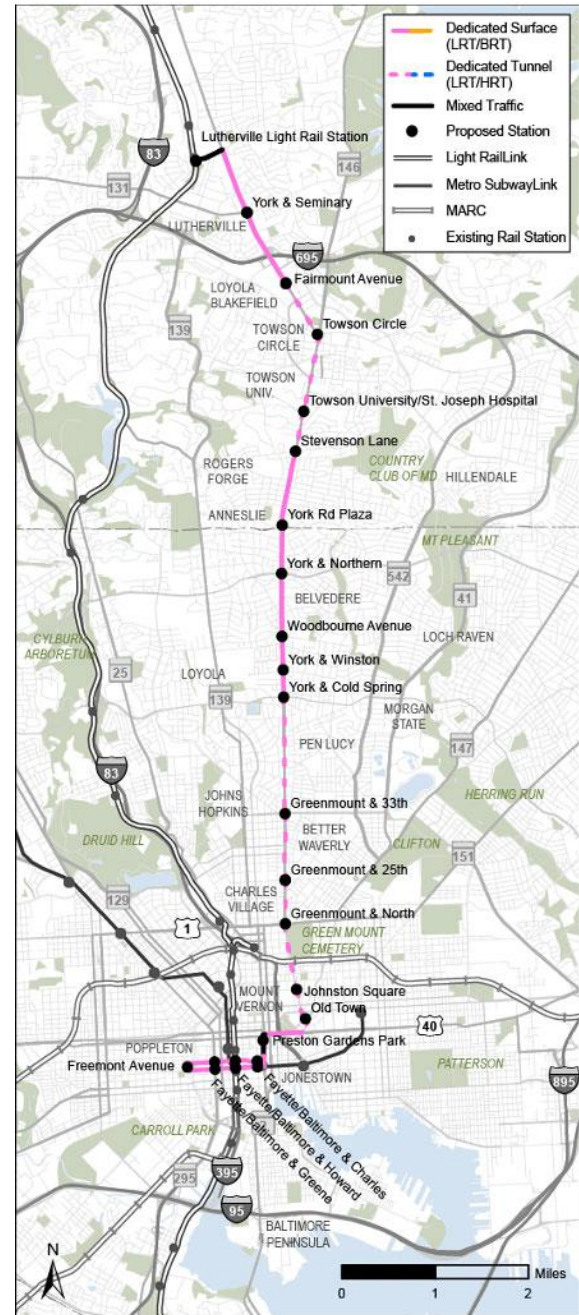 Dedicated Surface
(LRT/BRT)
Dedicated Tunnel
(LRT/HRT)
Mixed Traffic
Proposed Station
Light RailLink
Metro SubwayLink
MARC
Existing Rail Station
Lutherville Light Rail Station
83
146
131
York & Seminary
LUTHERVILLE
695
Fairmount Avenue
LOYOLA
BLAKEFIELD
139
TOWSON
CIRCLE
Towson Circle
TOWSON
UNIV.
Towson University/St. Joseph Hospital
Stevenson Lane
ROGERS
FORGE
COUNTRY
CLUB OF MD
HILLENDALE
ANNESLIE
York Rd Plaza
MT PLEASANT
York & Northern
542
41
BELVEDERE
Woodbourne Avenue
LOCH RAVEN
CYLBURN
ARBORETUM
York & Winston
25
LOYOLA
139
York & Cold Spring
MORGAN
STATE
PEN LUCY
147
83
JOHNS
HOPKINS
HERRING RUN
Greenmount & 33th
BETTER
WAVERLY
DRUID HILL
CLIFTON
151
129
CHARLES
VILLAGE
Greenmount & 25th
1
Greenmount & North
GREEN MOUNT
CEMETERY
MOUNT
VERNON
Johnston Square
Old Town
40
POPPLETON
Preston Gardens Park
PATTERSON
Freemont Avenue
JONESTOWN
895
Fayette/Baltimore & Charles
Fayette/Baltimore & Howard
Fayette/Baltimore & Greene
CARROLL PARK
295
395
95
BALTIMORE
PENINSULA
N
Miles
0 1 2